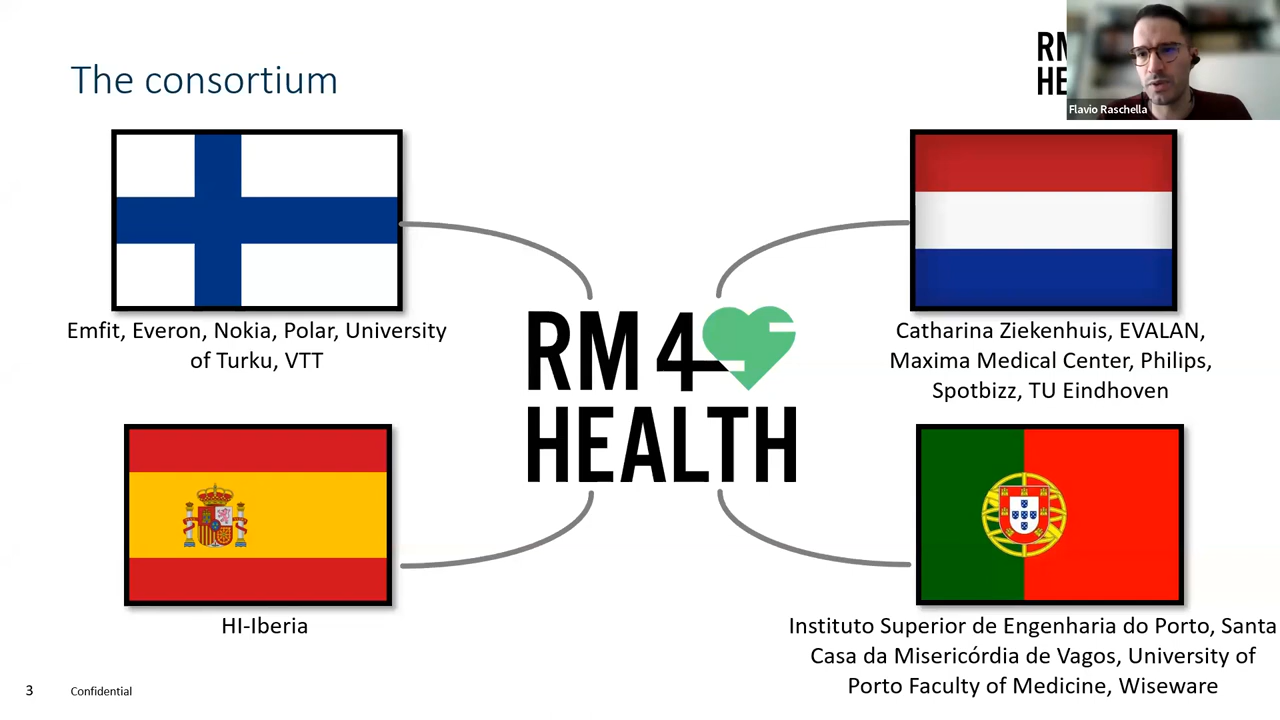 The consortium
RM
HE
Flavio Raschella
Emfit, Everon, Nokia, Polar, University
of Turku, VTT
Catharina Ziekenhuis, EVALAN,
Maxima Medical Center, Philips,
Spotbizz, TU Eindhoven
RM4
HEALTH
HI-Iberia
Instituto Superior de Engenharia do Porto, Santa
Casa da Misericórdia de Vagos, University of
Porto Faculty of Medicine, Wiseware
3
Confidential